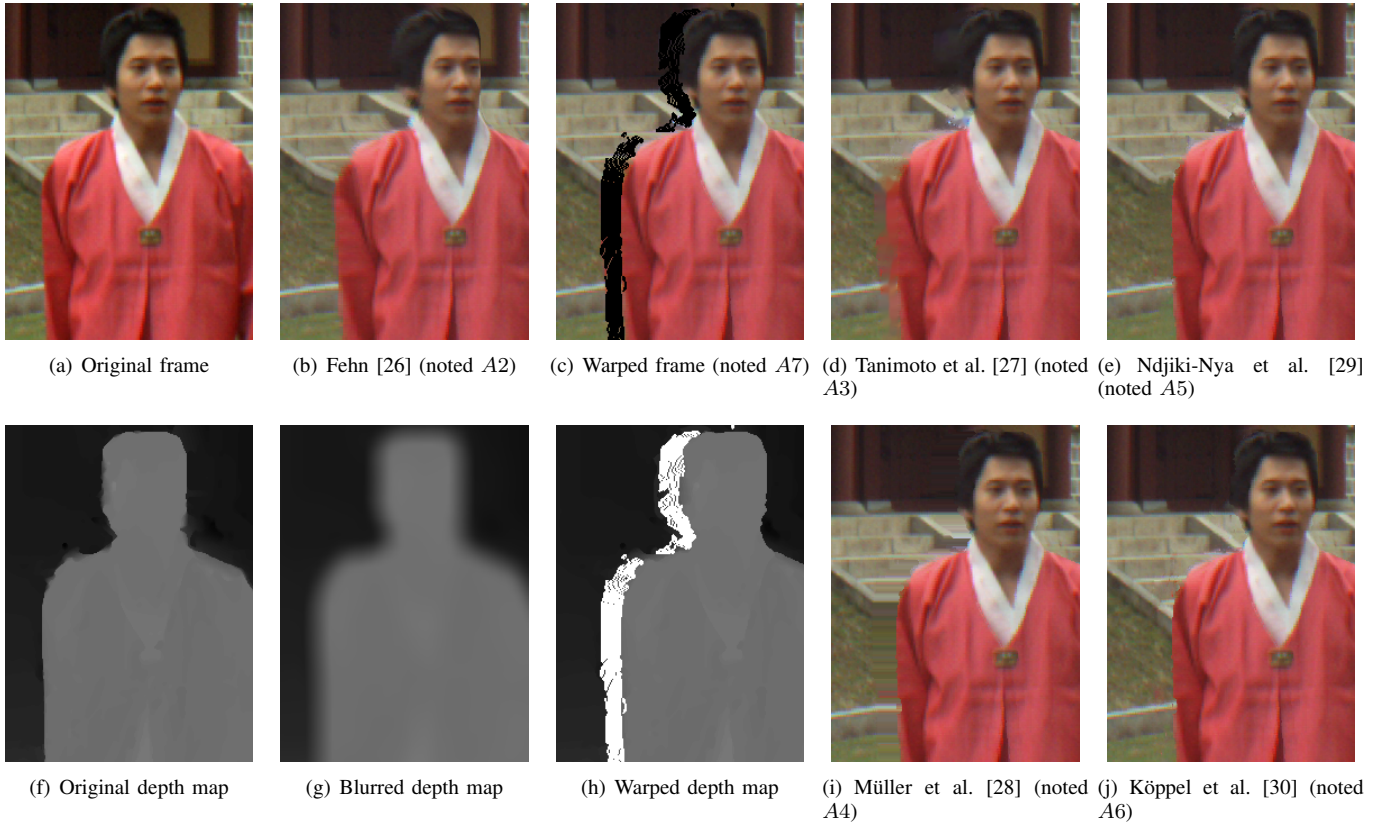 (a) Original frame
(b) Fehn [26] (noted A2)
(c) Warped frame (noted A7)
(d) Tanimoto et al. [27] (noted
A3)
(e) Ndjiki-Nya et al. [29]
(noted A5)
(f) Original depth map
(g) Blurred depth map
(h) Warped depth map
(i) Müller et al. [28] (noted
A4)
(j) Köppel et al. [30] (noted
A6)